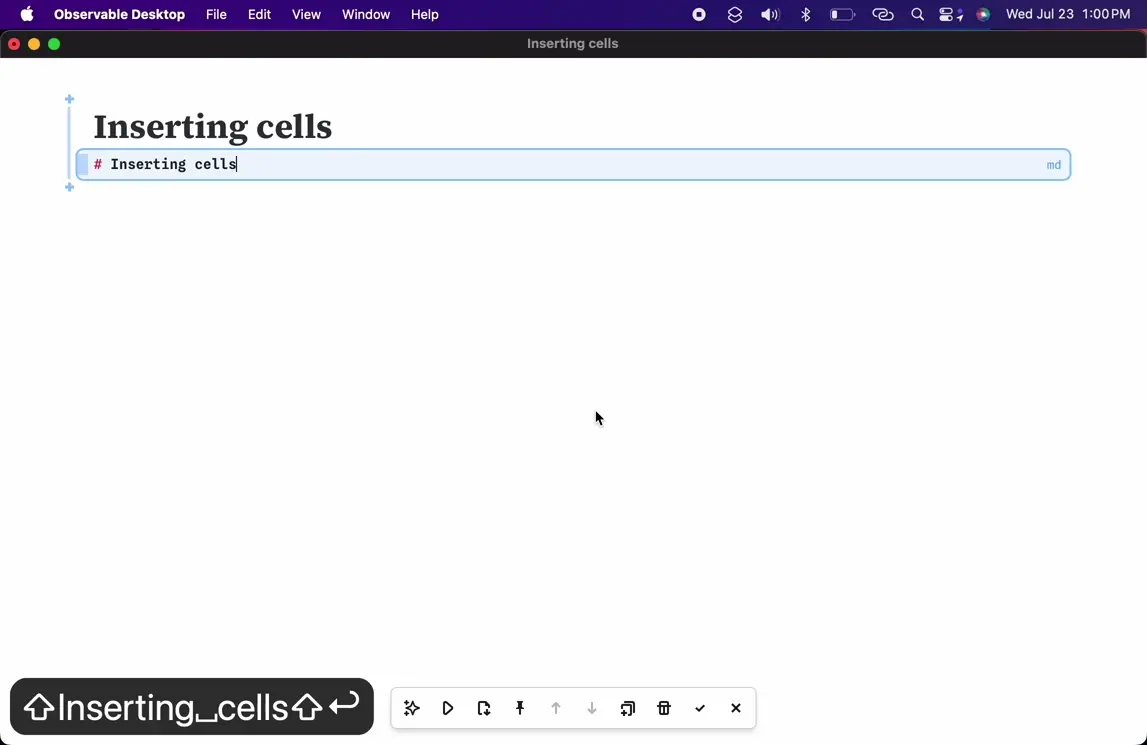 Observable Desktop File Edit View Window Help Wed Jul 23 1:00 PM
Inserting cells
Inserting cells
# Inserting cells
md
⇧Inserting␣cells⇧↩